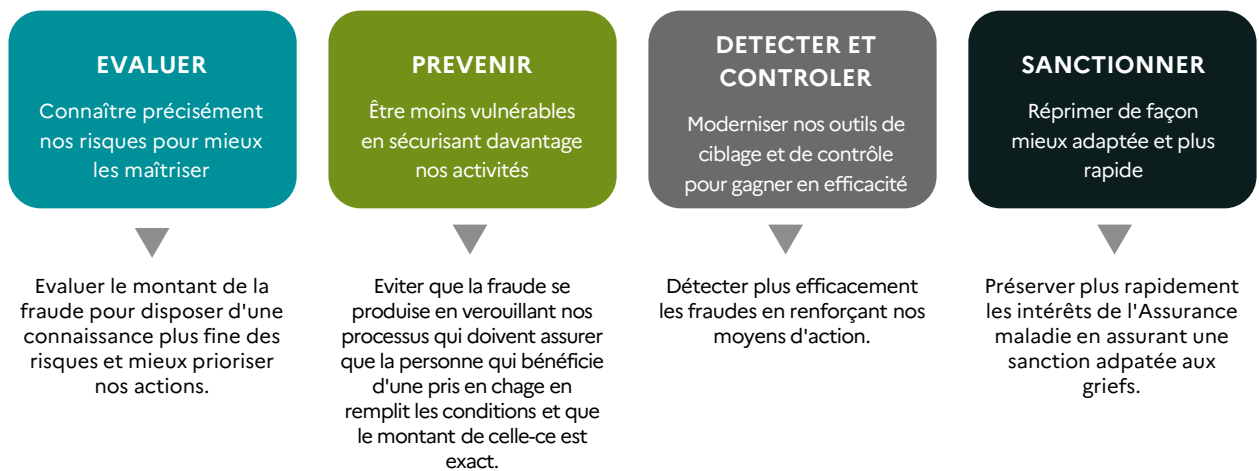 EVALUER
Connaître précisément
nos risques pour mieux
les maîtriser
PREVENIR
Être moins vulnérables
en sécurisant davantage
nos activités
DETECTER ET
CONTROLER
Moderniser nos outils de
ciblage et de contrôle
pour gagner en efficacité
SANCTIONNER
Réprimer de façon
mieux adaptée et plus
rapide
Evaluer le montant de la
fraude pour disposer d'une
connaissance plus fine des
risques et mieux prioriser
nos actions.
Eviter que la fraude se
produise en verouillant nos
processus qui doivent assurer
que la personne qui bénéficie
d'une pris en chage en
remplit les conditions et que
le montant de celle-ce est
exact.
Détecter plus efficacement
les fraudes en renforçant nos
moyens d'action.
Préserver plus rapidement
les intérêts de l'Assurance
maladie en assurant une
sanction adpatée aux
griefs.